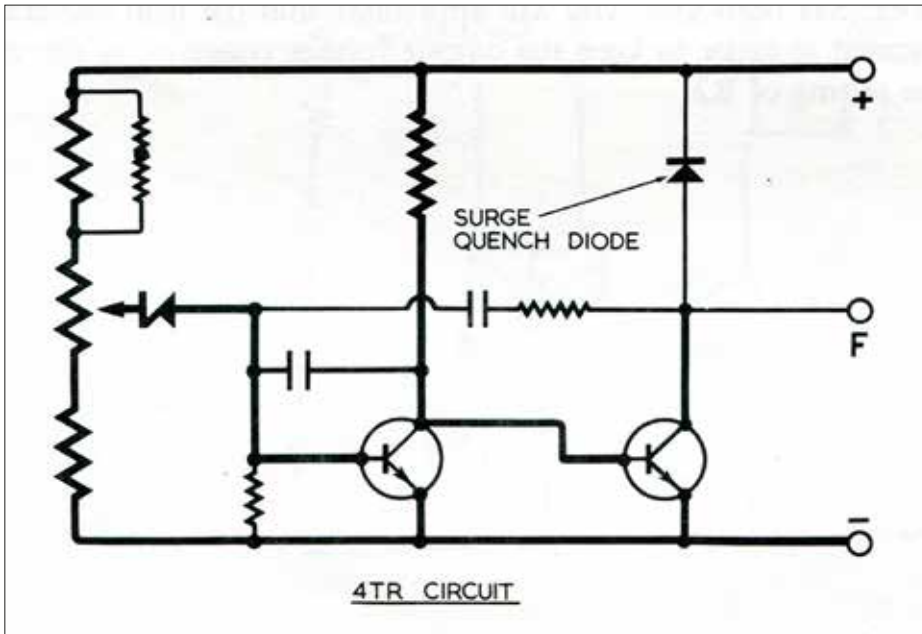 +
SURGE
QUENCH DIODE
F
−
4TR CIRCUIT